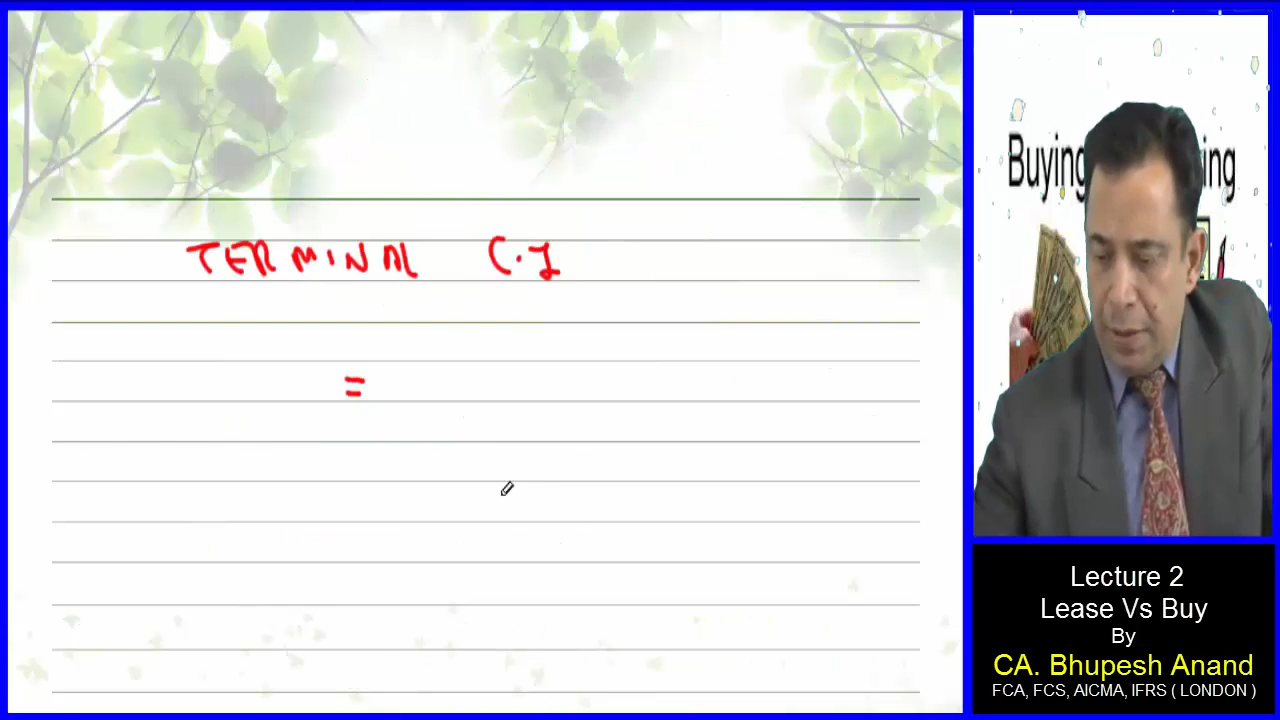 TERMINAL C.I
=
Buying
ing
Lecture 2
Lease Vs Buy
By
CA. Bhupesh Anand
FCA, FCS, AICMA, IFRS ( LONDON )